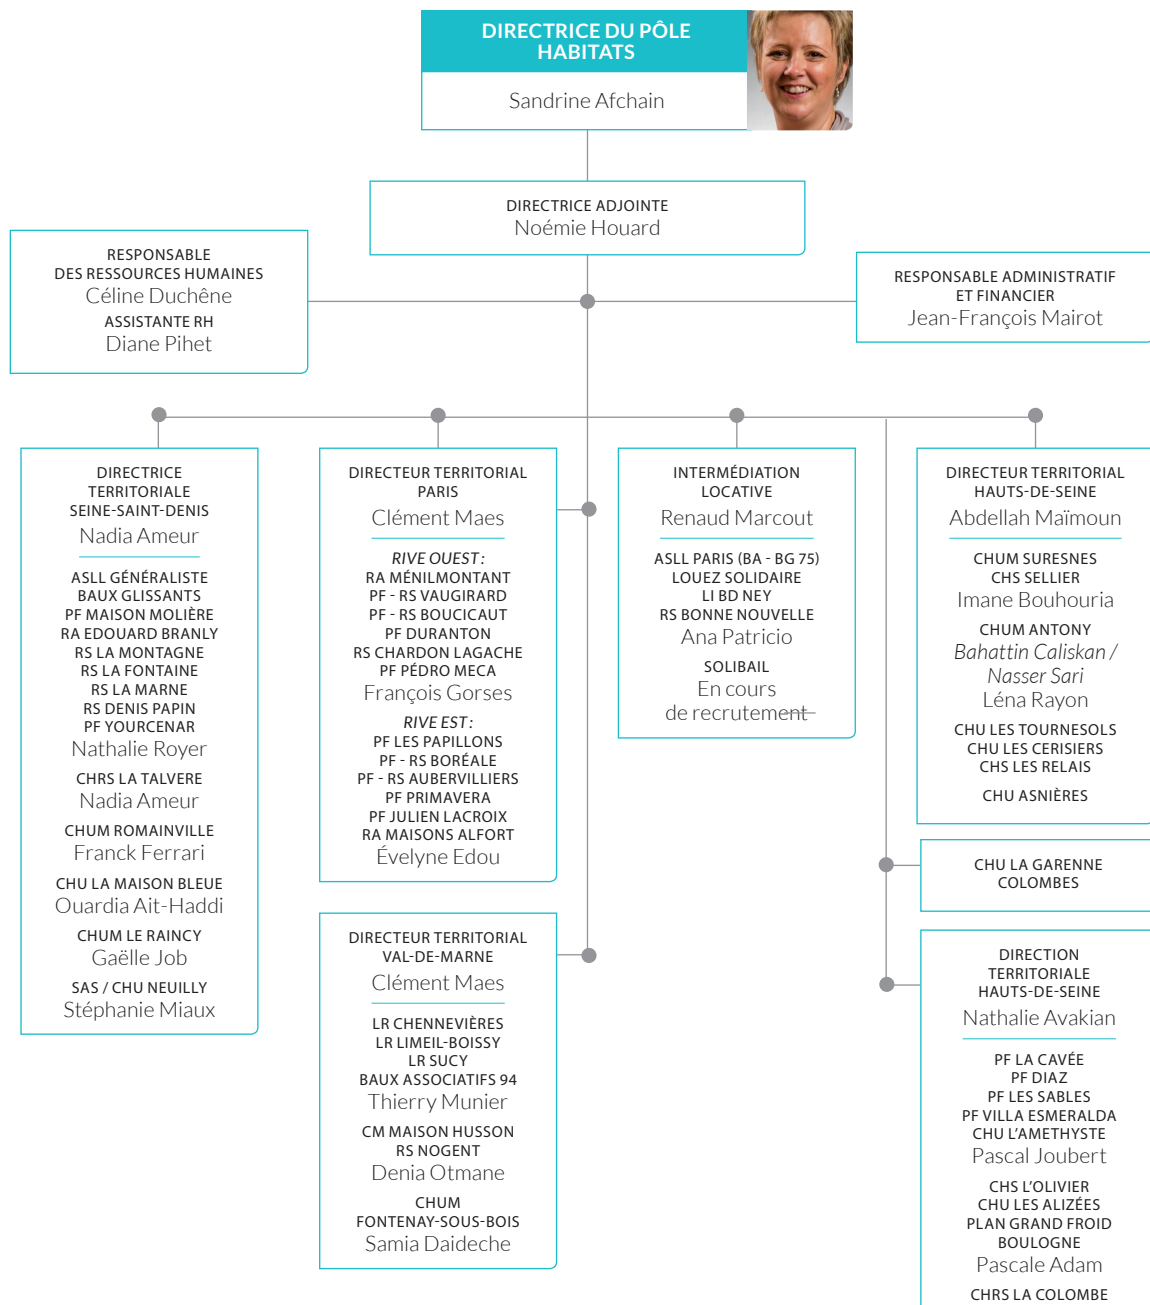 DIRECTRICE DU PÔLE
HABITATS
Sandrine Afchain
DIRECTRICE ADJOINTE
Noémie Houard
RESPONSABLE
DES RESSOURCES HUMAINES
Céline Duchêne
ASSISTANTE RH
Diane Pihet
RESPONSABLE ADMINISTRATIF
ET FINANCIER
Jean-François Mairot
DIRECTRICE
TERRITORIALE
SEINE-SAINT-DENIS
Nadia Ameur
ASLL GÉNÉRALISTE
BAUX GLISSANTS
PF MAISON MOLIÈRE
RA EDOUARD BRANLY
RS LA MONTAGNE
RS LA FONTAINE
RS LA MARNE
RS DENIS PAPIN
PF YOURCENAR
Nathalie Royer
CHRS LA TALVERE
Nadia Ameur
CHUM ROMAINVILLE
Franck Ferrari
CHU LA MAISON BLEUE
Ouardia Ait-Haddi
CHUM LE RAINCY
Gaëlle Job
SAS / CHU NEUILLY
Stéphanie Miaux
DIRECTEUR TERRITORIAL
PARIS
Clément Maes
RIVE OUEST :
RA MÉNILMONTANT
PF - RS VAUGIRARD
PF - RS BOUCICAUT
PF DURANTON
RS CHARDON LAGACHE
PF PÉDRO MECA
François Gorses
RIVE EST :
PF LES PAPILLONS
PF - RS BORÉALE
PF - RS AUBERVILLIERS
PF PRIMAVERA
PF JULIEN LACROIX
RA MAISONS ALFORT
Évelyne Edou
DIRECTEUR TERRITORIAL
VAL-DE-MARNE
Clément Maes
LR CHENNEVIÈRES
LR LIMEIL-BOISSY
LR SUCY
BAUX ASSOCIATIFS 94
Thierry Munier
CM MAISON HUSSON
RS NOGENT
Denia Otmane
CHUM
FONTENAY-SOUS-BOIS
Samia Daideche
INTERMÉDIATION
LOCATIVE
Renaud Marcout
ASLL PARIS (BA - BG 75)
LOUEZ SOLIDAIRE
LI BD NEY
RS BONNE NOUVELLE
Ana Patricio
SOLIBAIL
En cours
de recrutement
DIRECTEUR TERRITORIAL
HAUTS-DE-SEINE
Abdellah Maïmoun
CHUM SURESNES
CHS SELLIER
Imane Bouhouria
CHUM ANTONY
Bahattin Caliskan /
Nasser Sari
Léna Rayon
CHU LES TOURNESOLS
CHU LES CERISIERS
CHS LES RELAIS
CHU ASNIÈRES
CHU LA GARENNE
COLOMBES
DIRECTION
TERRITORIALE
HAUTS-DE-SEINE
Nathalie Avakian
PF LA CAVÉE
PF DIAZ
PF LES SABLES
PF VILLA ESMERALDA
CHU L'AMETHYSTE
Pascal Joubert
CHS L'OLIVIER
CHU LES ALIZÉES
PLAN GRAND FROID
BOULOGNE
Pascale Adam
CHRS LA COLOMBE